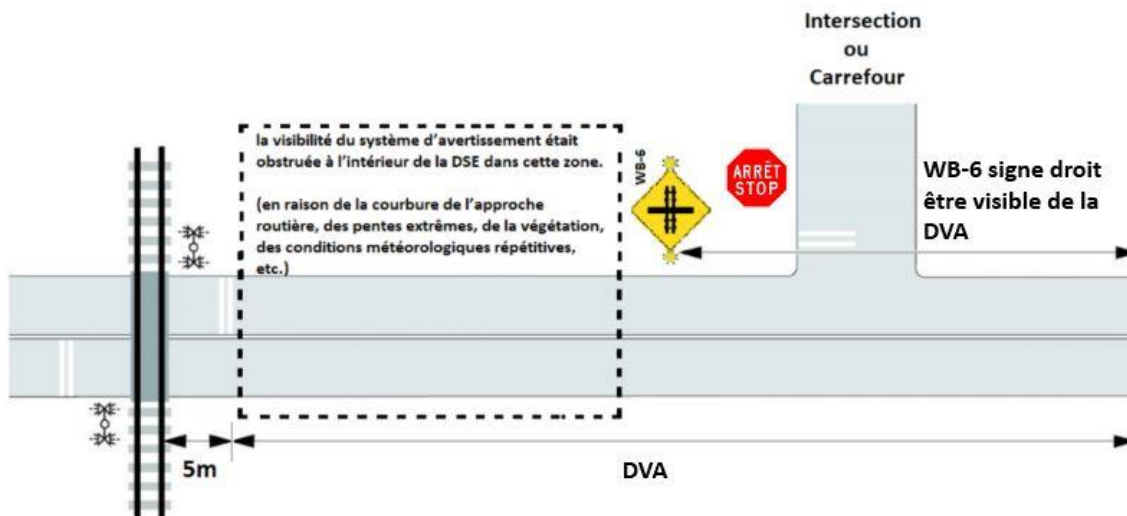 Intersection
ou
Carrefour
la visibilité du système d'avertissement était
obstruée à l'intérieur de la DSE dans cette zone.
(en raison de la courbure de l'approche
routière, des pentes extrêmes, de la végétation,
des conditions météorologiques répétitives,
etc.)
WB-6
ARRÊT
STOP
WB-6 signe droit
être visible de la
DVA
5m
DVA